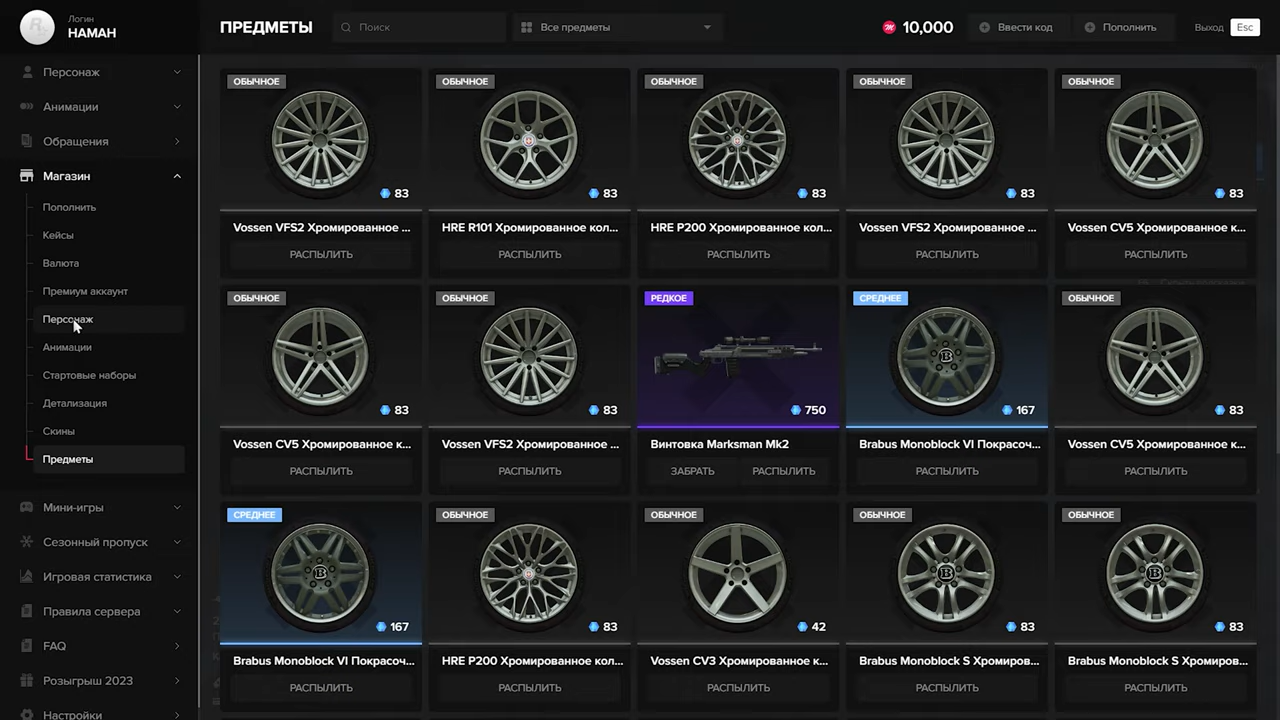 Логин
НАМАН
ПРЕДМЕТЫ
Поиск
Все предметы
10,000
Ввести код
Пополнить
Выход
Esc
Персонаж
Анимации
Обращения
Магазин
Пополнить
Кейсы
Валюта
Премиум аккаунт
Персонаж
Анимации
Стартовые наборы
Детализация
Скины
Предметы
Мини-игры
Сезонный пропуск
Игровая статистика
Правила сервера
FAQ
Розыгрыш 2023
Настройки
ОБЫЧНОЕ
83
Vossen VFS2 Хромированное ...
РАСПЫЛИТЬ
ОБЫЧНОЕ
83
HRE R101 Хромированное кол...
РАСПЫЛИТЬ
ОБЫЧНОЕ
83
HRE P200 Хромированное кол...
РАСПЫЛИТЬ
ОБЫЧНОЕ
83
Vossen VFS2 Хромированное ...
РАСПЫЛИТЬ
ОБЫЧНОЕ
83
Vossen CV5 Хромированное к...
РАСПЫЛИТЬ
ОБЫЧНОЕ
83
Vossen CV5 Хромированное к...
РАСПЫЛИТЬ
ОБЫЧНОЕ
83
Vossen VFS2 Хромированное ...
РАСПЫЛИТЬ
РЕДКОЕ
750
Винтовка Marksman Mk2
ЗАБРАТЬ РАСПЫЛИТЬ
СРЕДНЕЕ
B
167
Brabus Monoblock VI Покрасоч...
РАСПЫЛИТЬ
ОБЫЧНОЕ
83
Vossen CV5 Хромированное к...
РАСПЫЛИТЬ
СРЕДНЕЕ
B
167
Brabus Monoblock VI Покрасоч...
РАСПЫЛИТЬ
ОБЫЧНОЕ
83
HRE P200 Хромированное кол...
РАСПЫЛИТЬ
ОБЫЧНОЕ
42
Vossen CV3 Хромированное к...
РАСПЫЛИТЬ
ОБЫЧНОЕ
B
83
Brabus Monoblock S Хромиров...
РАСПЫЛИТЬ
ОБЫЧНОЕ
B
83
Brabus Monoblock S Хромиров...
РАСПЫЛИТЬ